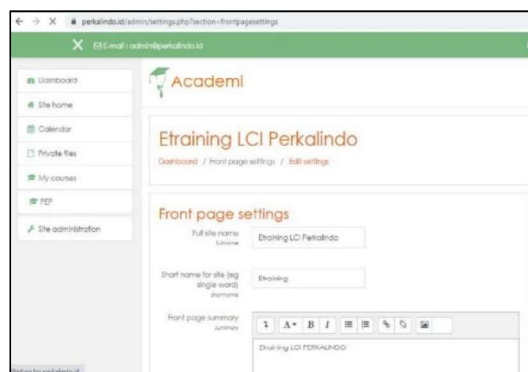 perkalindo.id/admin/settings.php?section=frontpagesettings
E-mail : admin@perkalindo.id
Dashboard
Site home
Calendar
Private files
My courses
PEP
Site administration
Academi
Etraining LCI Perkalindo
Dashboard / Front page settings / Edit settings
Front page settings
Full site name
fullname
Etraining LCI Perkalindo
Short name for site (eg
single word)
shortname
Etraining
Front page summary
summary
A B I
Etraining LCI PERKALINDO